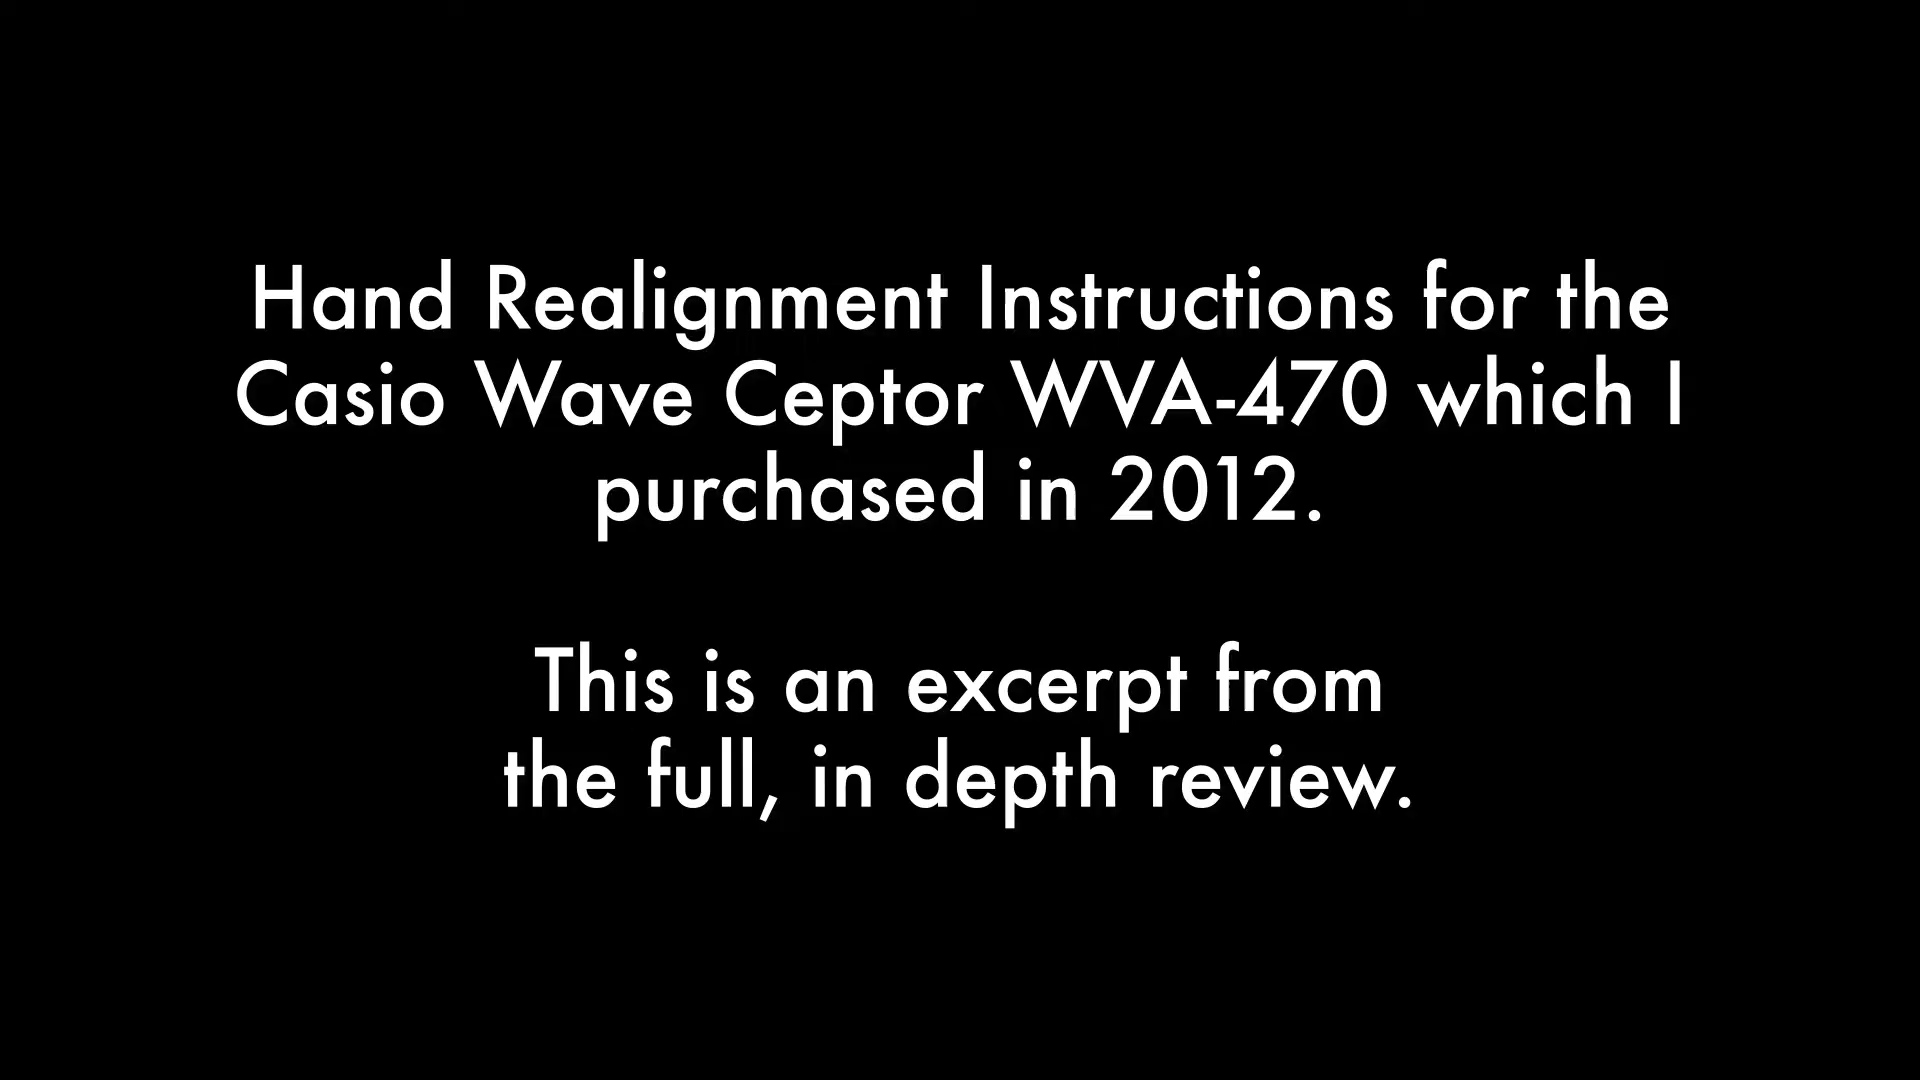 Hand Realignment Instructions for the
Casio Wave Ceptor WVA-470 which I
purchased in 2012.
This is an excerpt from
the full, in depth review.